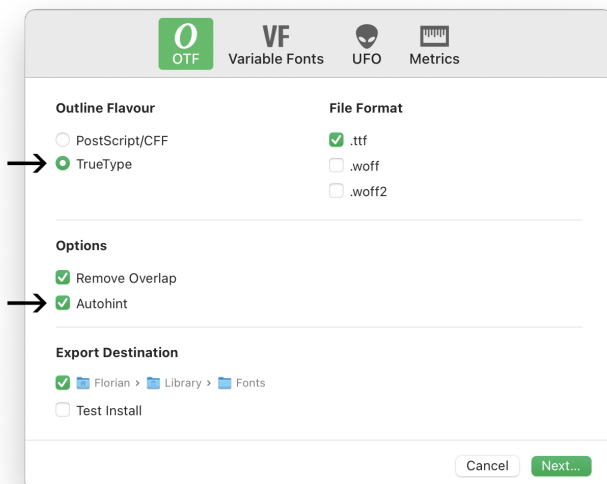 OTF
Variable Fonts
UFO
Metrics
VF
Outline Flavour
PostScript/CFF
TrueType
File Format
.ttf
.woff
.woff2
Options
Remove Overlap
Autohint
Export Destination
Florian › Library › Fonts
Test Install
Cancel
Next...